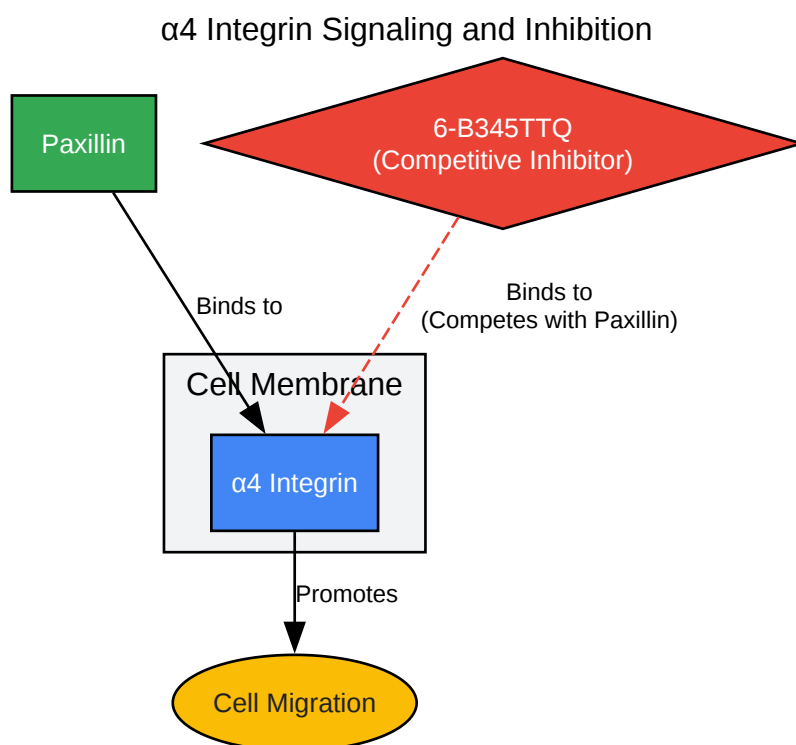 α4 Integrin Signaling and Inhibition
Paxillin
6-B345TTQ
(Competitive Inhibitor)
Binds to
Binds to
(Competes with Paxillin)
Cell Membrane
α4 Integrin
Promotes
Cell Migration